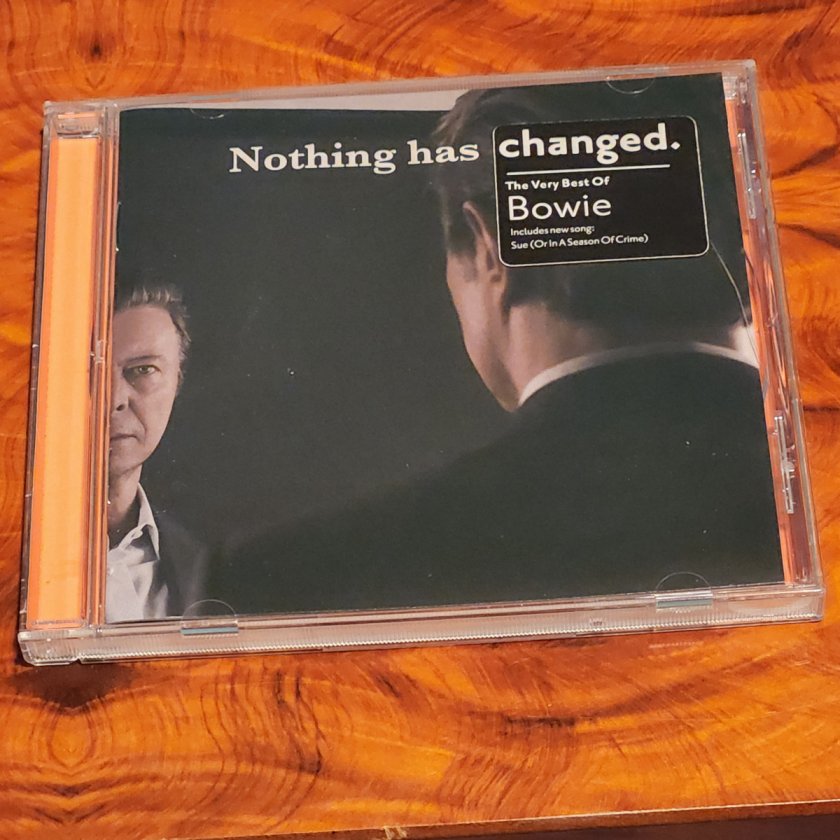 Nothing has changed.
The Very Best Of
Bowie
Includes new song:
Sue (Or In A Season Of Crime)